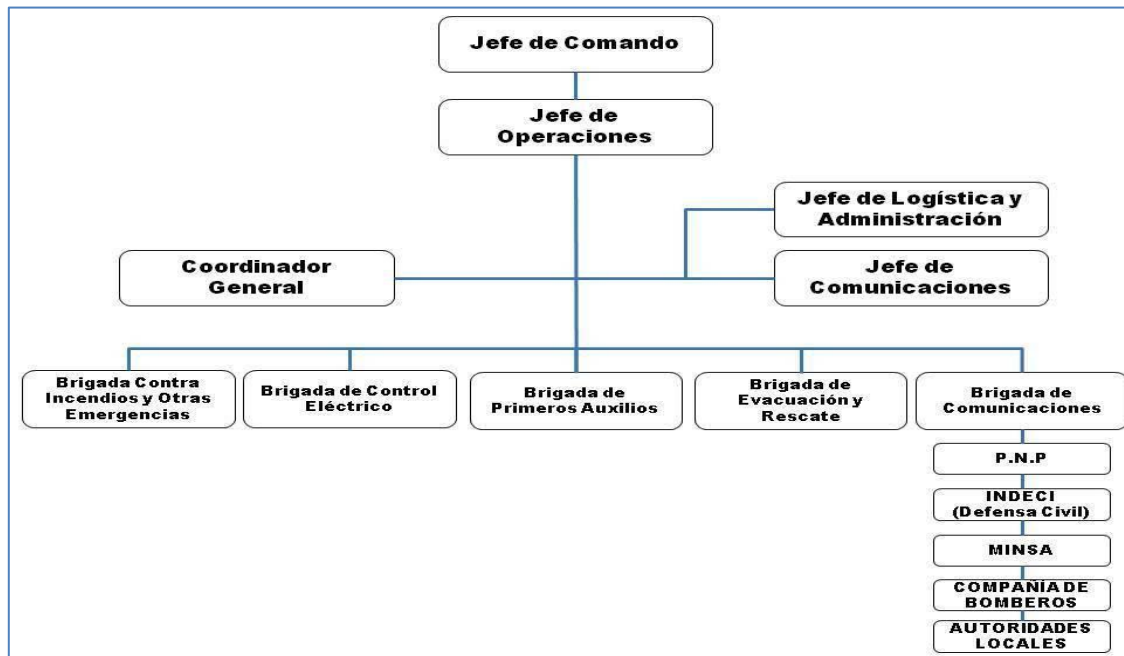 Jefe de Comando
Jefe de
Operaciones
Jefe de Logística y
Administración
Coordinador
General
Jefe de
Comunicaciones
Brigada Contra
Incendios y Otras
Emergencias
Brigada de Control
Eléctrico
Brigada de
Primeros Auxilios
Brigada de
Evacuación y
Rescate
Brigada de
Comunicaciones
P.N.P
INDECI
(Defensa Civil)
MINSA
COMPAÑÍA DE
BOMBEROS
AUTORIDADES
LOCALES